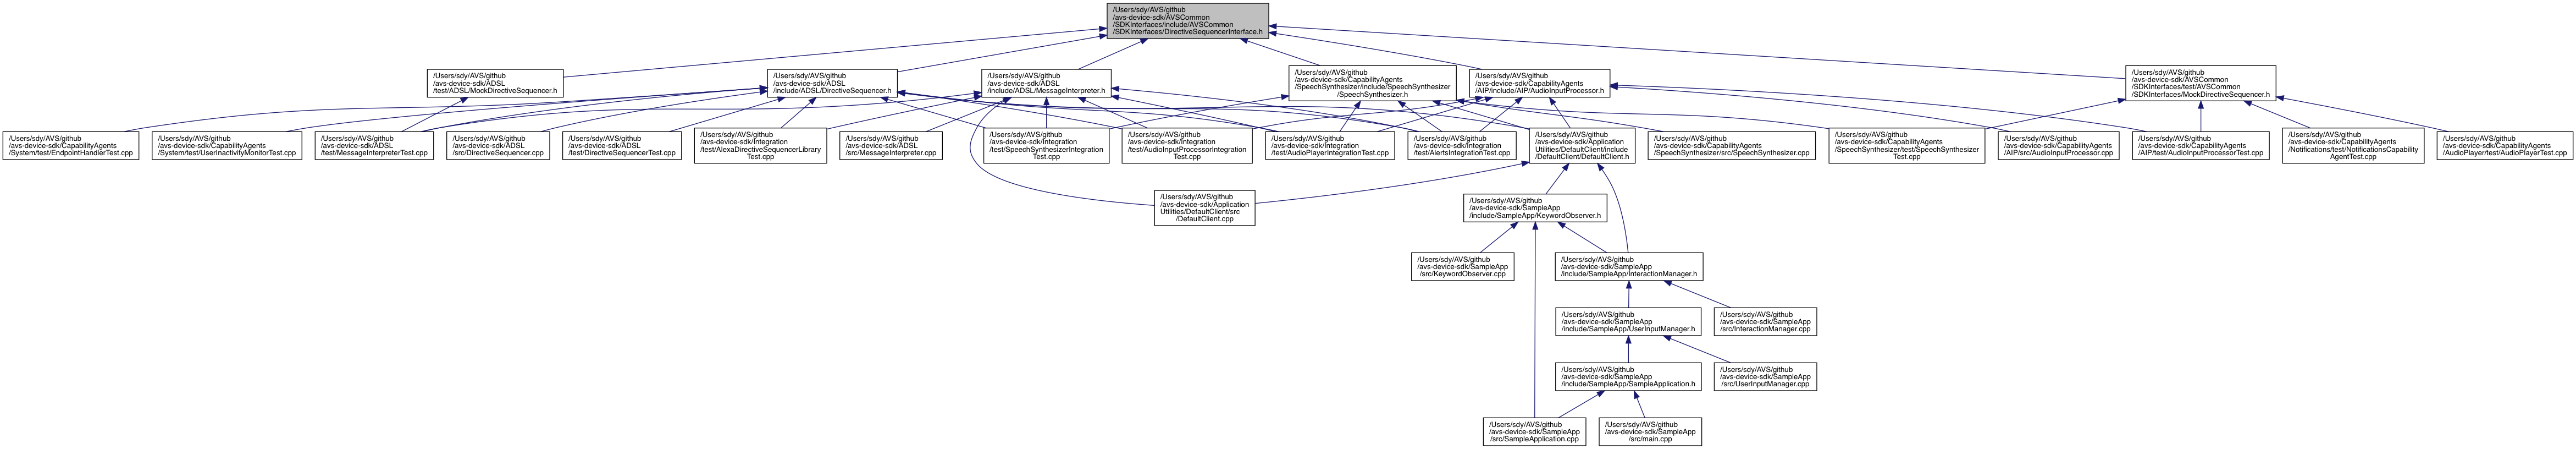 /Users/sdy/AVS/github
/avs-device-sdk/AVSCommon
/SDKInterfaces/include/AVSCommon
/SDKInterfaces/DirectiveSequencerInterface.h
/Users/sdy/AVS/github
/avs-device-sdk/ADSL
/test/ADSL/MockDirectiveSequencer.h
/Users/sdy/AVS/github
/avs-device-sdk/ADSL
/include/ADSL/DirectiveSequencer.h
/Users/sdy/AVS/github
/avs-device-sdk/ADSL
/include/ADSL/MessageInterpreter.h
/Users/sdy/AVS/github
/avs-device-sdk/CapabilityAgents
/SpeechSynthesizer/include/SpeechSynthesizer
/SpeechSynthesizer.h
/Users/sdy/AVS/github
/avs-device-sdk/CapabilityAgents
/AIP/include/AIP/AudioInputProcessor.h
/Users/sdy/AVS/github
/avs-device-sdk/AVSCommon
/SDKInterfaces/test/AVSCommon
/SDKInterfaces/MockDirectiveSequencer.h
/Users/sdy/AVS/github
/avs-device-sdk/CapabilityAgents
/System/test/EndpointHandlerTest.cpp
/Users/sdy/AVS/github
/avs-device-sdk/CapabilityAgents
/System/test/UserInactivityMonitorTest.cpp
/Users/sdy/AVS/github
/avs-device-sdk/ADSL
/test/MessageInterpreterTest.cpp
/Users/sdy/AVS/github
/avs-device-sdk/ADSL
/src/DirectiveSequencer.cpp
/Users/sdy/AVS/github
/avs-device-sdk/ADSL
/test/DirectiveSequencerTest.cpp
/Users/sdy/AVS/github
/avs-device-sdk/Integration
/test/AlexaDirectiveSequencerLibrary
Test.cpp
/Users/sdy/AVS/github
/avs-device-sdk/ADSL
/src/MessageInterpreter.cpp
/Users/sdy/AVS/github
/avs-device-sdk/Integration
/test/SpeechSynthesizerIntegration
Test.cpp
/Users/sdy/AVS/github
/avs-device-sdk/Integration
/test/AudioInputProcessorIntegration
Test.cpp
/Users/sdy/AVS/github
/avs-device-sdk/Integration
/test/AudioPlayerIntegrationTest.cpp
/Users/sdy/AVS/github
/avs-device-sdk/Integration
/test/AlertsIntegrationTest.cpp
/Users/sdy/AVS/github
/avs-device-sdk/Application
Utilities/DefaultClient/include
/DefaultClient/DefaultClient.h
/Users/sdy/AVS/github
/avs-device-sdk/CapabilityAgents
/SpeechSynthesizer/src/SpeechSynthesizer.cpp
/Users/sdy/AVS/github
/avs-device-sdk/CapabilityAgents
/SpeechSynthesizer/test/SpeechSynthesizer
Test.cpp
/Users/sdy/AVS/github
/avs-device-sdk/CapabilityAgents
/AIP/src/AudioInputProcessor.cpp
/Users/sdy/AVS/github
/avs-device-sdk/CapabilityAgents
/AIP/test/AudioInputProcessorTest.cpp
/Users/sdy/AVS/github
/avs-device-sdk/CapabilityAgents
/Notifications/test/NotificationsCapability
AgentTest.cpp
/Users/sdy/AVS/github
/avs-device-sdk/CapabilityAgents
/AudioPlayer/test/AudioPlayerTest.cpp
/Users/sdy/AVS/github
/avs-device-sdk/Application
Utilities/DefaultClient/src
/DefaultClient.cpp
/Users/sdy/AVS/github
/avs-device-sdk/SampleApp
/include/SampleApp/KeywordObserver.h
/Users/sdy/AVS/github
/avs-device-sdk/SampleApp
/src/KeywordObserver.cpp
/Users/sdy/AVS/github
/avs-device-sdk/SampleApp
/include/SampleApp/InteractionManager.h
/Users/sdy/AVS/github
/avs-device-sdk/SampleApp
/include/SampleApp/UserInputManager.h
/Users/sdy/AVS/github
/avs-device-sdk/SampleApp
/src/InteractionManager.cpp
/Users/sdy/AVS/github
/avs-device-sdk/SampleApp
/include/SampleApp/SampleApplication.h
/Users/sdy/AVS/github
/avs-device-sdk/SampleApp
/src/UserInputManager.cpp
/Users/sdy/AVS/github
/avs-device-sdk/SampleApp
/src/SampleApplication.cpp
/Users/sdy/AVS/github
/avs-device-sdk/SampleApp
/src/main.cpp